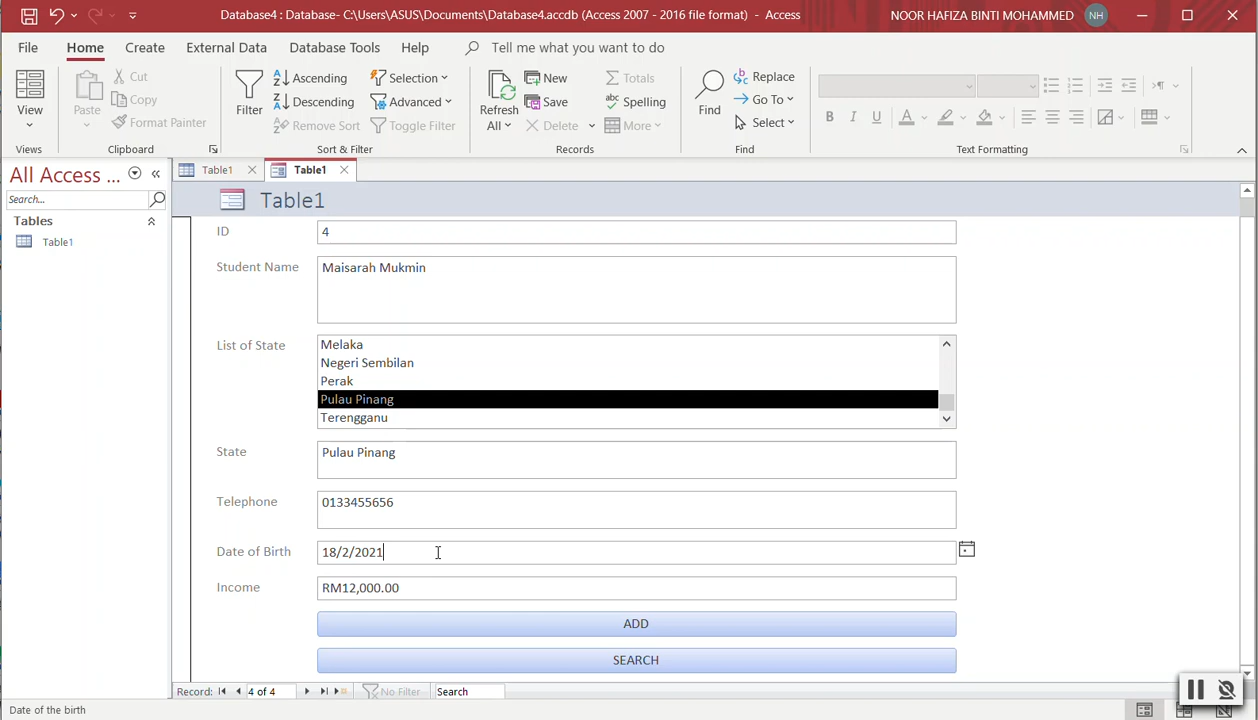 Database4 : Database- C:\Users\ASUS\Documents\Database4.accdb (Access 2007 - 2016 file format) - Access
NOOR HAFIZA BINTI MOHAMMED NH
File Home Create External Data Database Tools Help Tell me what you want to do
View
Views
Paste
Cut
Copy
Format Painter
Clipboard
Filter
Ascending
Descending
Remove Sort
Selection
Advanced
Toggle Filter
Sort & Filter
Refresh All
New
Save
Delete
Totals
Spelling
More
Records
Find
Replace
Go To
Select
Find
B I U A
Text Formatting
All Access ...
Search...
Tables
Table1
Table1 Table1
Table1
ID 4
Student Name Maisarah Mukmin
List of State Melaka
Negeri Sembilan
Perak
Pulau Pinang
Terengganu
State Pulau Pinang
Telephone 0133455656
Date of Birth 18/2/2021
Income RM12,000.00
ADD
SEARCH
Record: 4 of 4 No Filter Search
Date of the birth